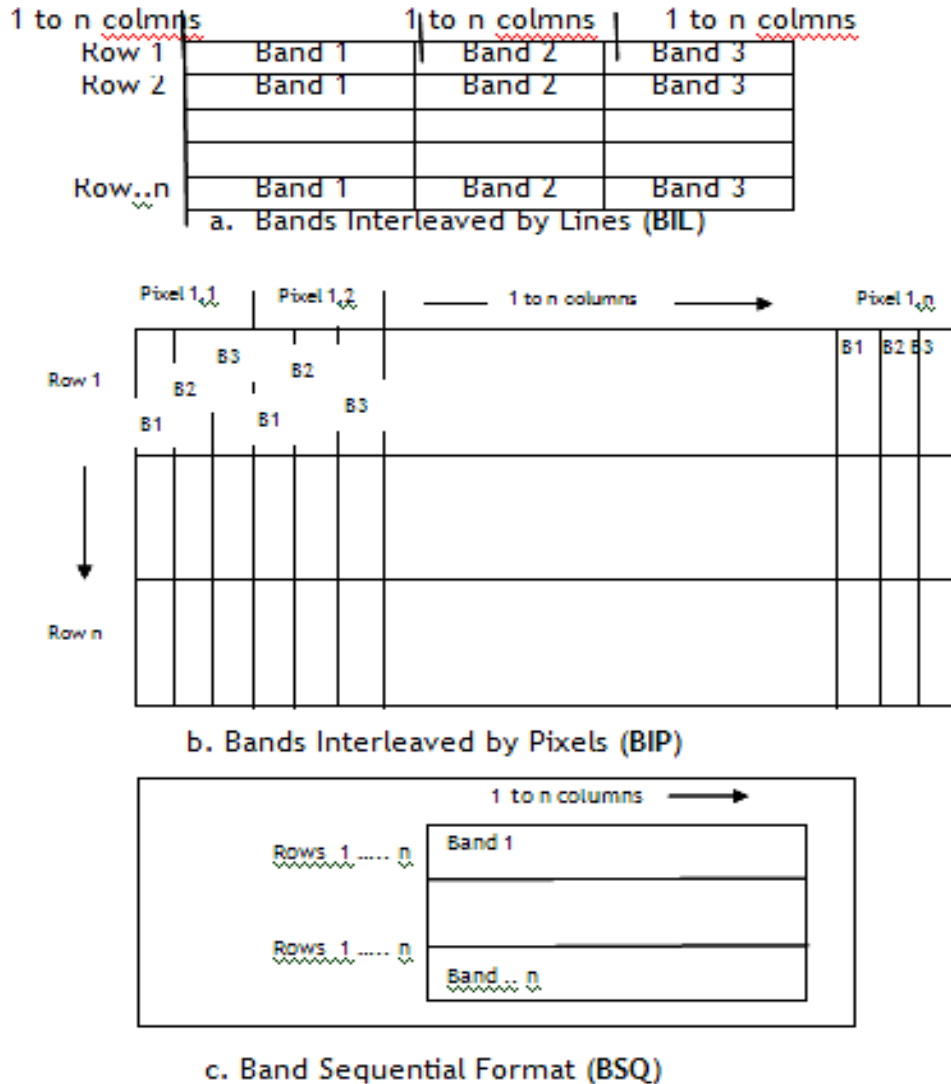 1 to n colmns 1 to n colmns 1 to n colmns
Row 1 Band 1 Band 2 Band 3
Row 2 Band 1 Band 2 Band 3
Row..n Band 1 Band 2 Band 3
a. Bands Interleaved by Lines (BIL)
Pixel 1,1 Pixel 1,2 1 to n columns Pixel 1,n
B1 B2 B3
B3
B2
Row 1
B2
B3
B1 B1
Row n
b. Bands Interleaved by Pixels (BIP)
1 to n columns
Band 1
Rows 1 ..... n
Rows 1 ..... n
Band .. n
c. Band Sequential Format (BSQ)